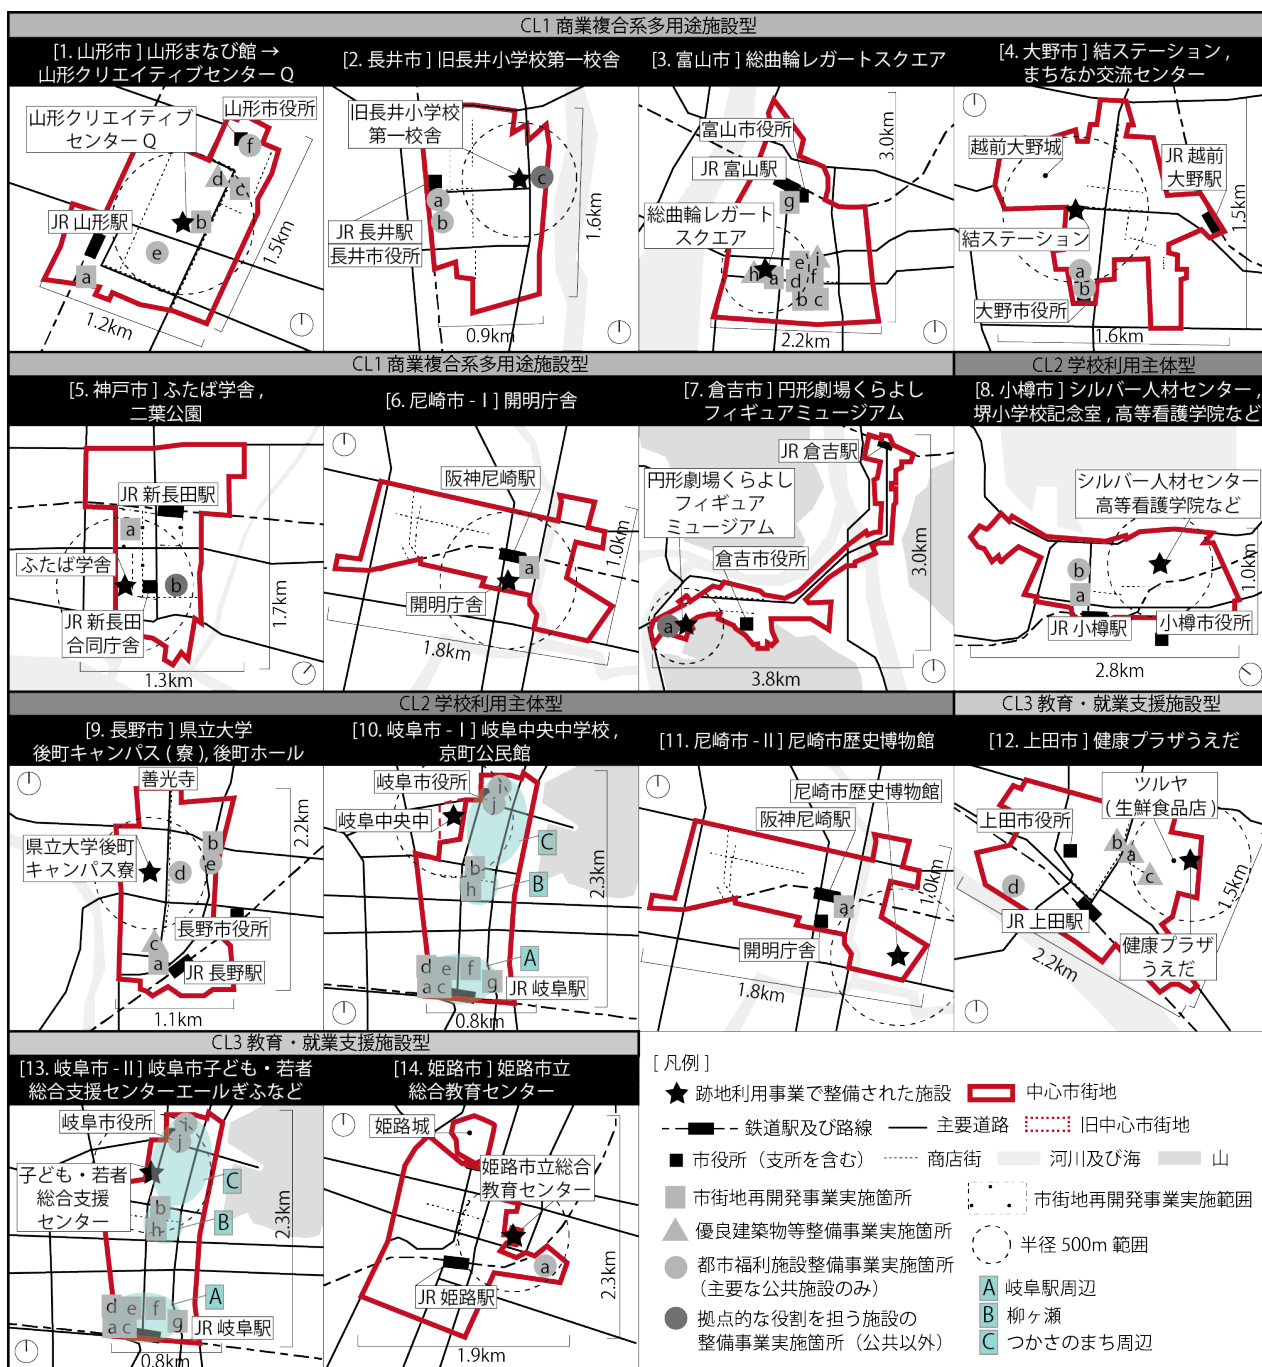 CL1 商業複合系多用途施設型
[1. 山形市 ] 山形まなび館 →
山形クリエイティブセンター Q
[2. 長井市 ] 旧長井小学校第一校舎
[3. 富山市 ] 総曲輪レガートスクエア
[4. 大野市 ] 結ステーション ,
まちなか交流センター
山形市役所
山形クリエイティブ
センター Q
JR 山形駅
a
b
c
d
e
f
1.5km
1.2km
旧長井小学校
第一校舎
JR 長井駅
長井市役所
a
b
c
1.6km
0.9km
富山市役所
JR 富山駅
総曲輪レガート
スクエア
g
h
a
e
i
d
f
b
c
3.0km
2.2km
越前大野城
JR 越前
大野駅
結ステーション
a
b
大野市役所
1.5km
1.6km
CL1 商業複合系多用途施設型
CL2 学校利用主体型
[5. 神戸市 ] ふたば学舎 ,
二葉公園
[6. 尼崎市 - I ] 開明庁舎
[7. 倉吉市 ] 円形劇場くらよし
フィギュアミュージアム
[8. 小樽市 ] シルバー人材センター ,
堺小学校記念室 , 高等看護学院など
JR 新長田駅
a
ふたば学舎
b
JR 新長田
合同庁舎
1.7km
1.3km
阪神尼崎駅
a
開明庁舎
1.0km
1.8km
JR 倉吉駅
円形劇場くらよし
フィギュア
ミュージアム
倉吉市役所
a
3.0km
3.8km
シルバー人材センター
高等看護学院など
b
a
JR 小樽駅
小樽市役所
1.0km
2.8km
CL2 学校利用主体型
CL3 教育・就業支援施設型
[9. 長野市 ] 県立大学
後町キャンパス ( 寮 ), 後町ホール
[10. 岐阜市 - I ] 岐阜中央中学校 ,
京町公民館
[11. 尼崎市 - II ] 尼崎市歴史博物館
[12. 上田市 ] 健康プラザうえだ
善光寺
県立大学後町
キャンパス寮
b
e
d
長野市役所
c
a
JR 長野駅
2.2km
1.1km
岐阜市役所
i
j
岐阜中央中
C
b
h
B
A
d
e
f
a
c
g
JR 岐阜駅
2.3km
0.8km
尼崎市歴史博物館
阪神尼崎駅
a
開明庁舎
1.0km
1.8km
ツルヤ
( 生鮮食品店 )
上田市役所
b
a
c
d
JR 上田駅
健康プラザ
うえだ
1.5km
2.2km
CL3 教育・就業支援施設型
[13. 岐阜市 - II] 岐阜市子ども・若者
総合支援センターエールぎふなど
[14. 姫路市 ] 姫路市立
総合教育センター
岐阜市役所
i
j
子ども・若者
総合支援
センター
C
b
h
B
A
d
e
f
a
c
g
JR 岐阜駅
2.3km
0.8km
姫路城
姫路市立総合
教育センター
a
JR 姫路駅
2.3km
1.9km
[ 凡例 ]
跡地利用事業で整備された施設
中心市街地
鉄道駅及び路線
主要道路
旧中心市街地
市役所（支所を含む）
商店街
河川及び海
山
市街地再開発事業実施箇所
市街地再開発事業実施範囲
優良建築物等整備事業実施箇所
半径 500m 範囲
都市福利施設整備事業実施箇所
（主要な公共施設のみ）
A 岐阜駅周辺
B 柳ヶ瀬
拠点的な役割を担う施設の
整備事業実施箇所（公共以外）
C つかさのまち周辺